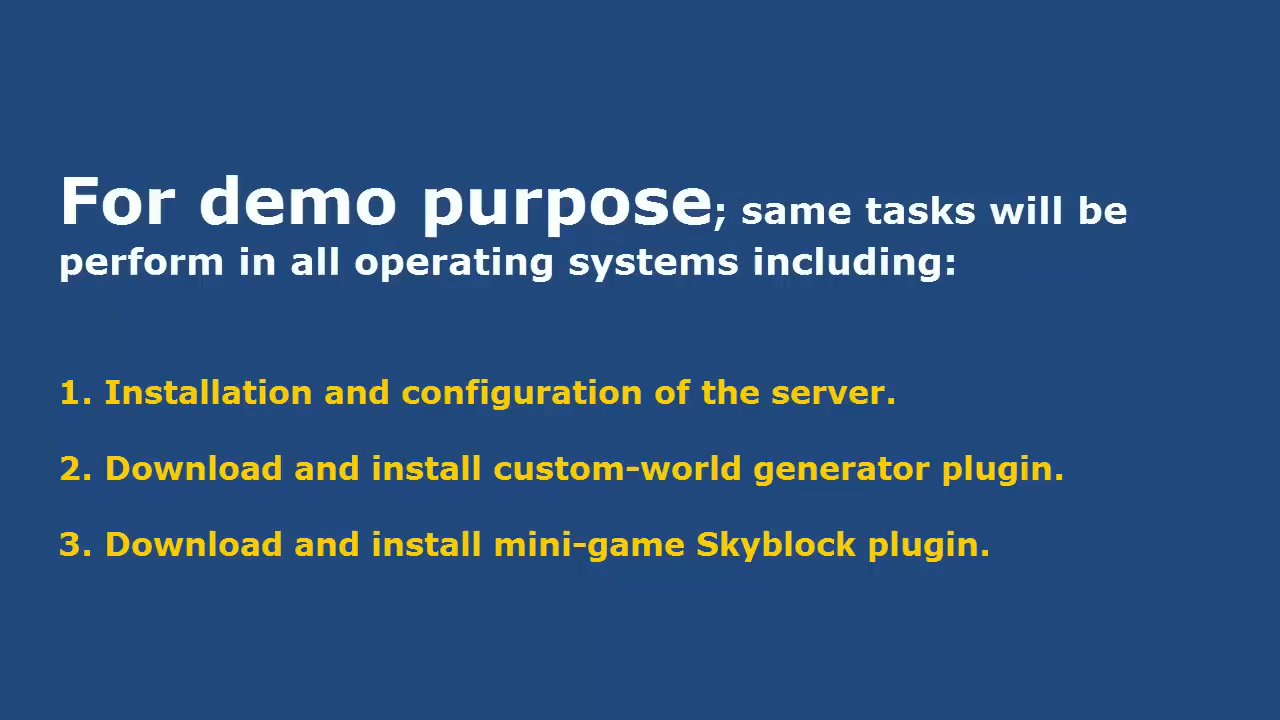 For demo purpose; same tasks will be
perform in all operating systems including:
1. Installation and configuration of the server.
2. Download and install custom-world generator plugin.
3. Download and install mini-game Skyblock plugin.